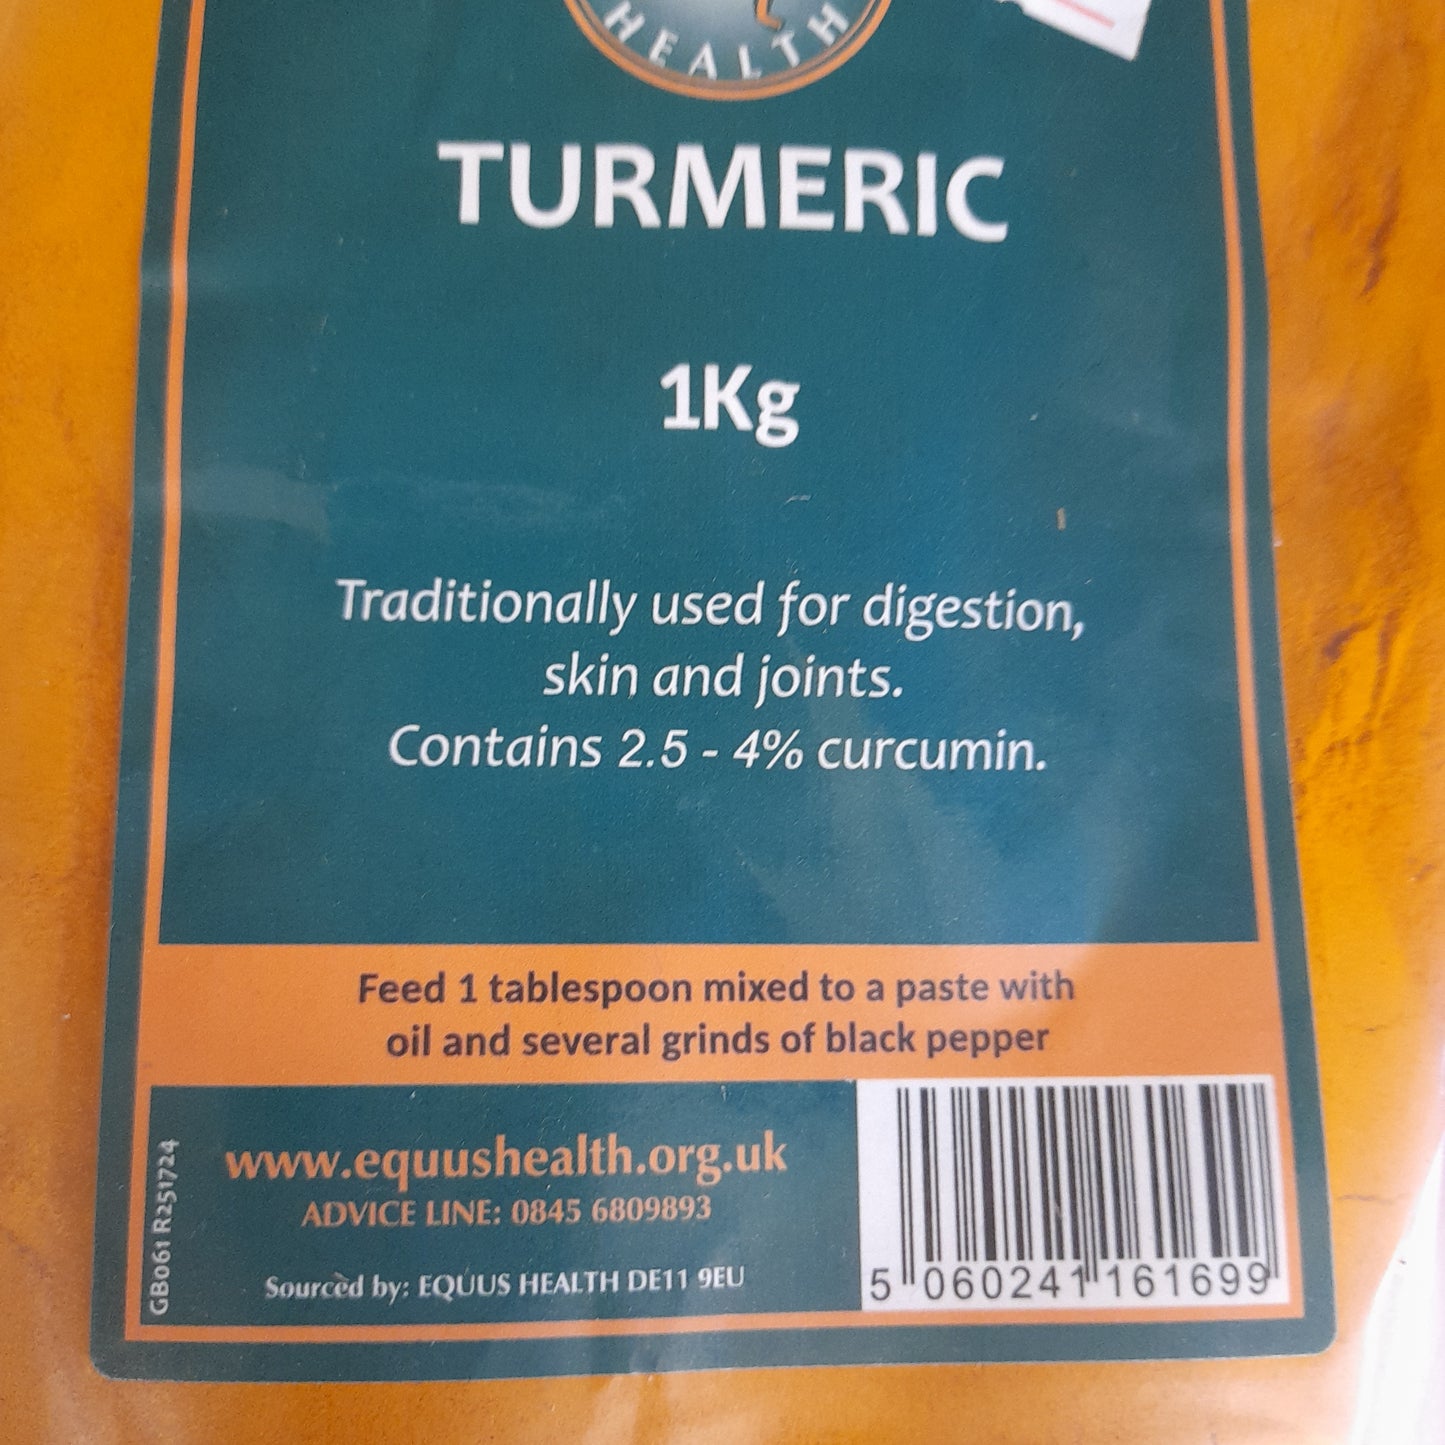 HEALTH
TURMERIC
1Kg
Traditionally used for digestion,
skin and joints.
Contains 2.5 - 4% curcumin.
Feed 1 tablespoon mixed to a paste with
oil and several grinds of black pepper
www.equushealth.org.uk
ADVICE LINE: 0845 6809893
Sourced by: EQUUS HEALTH DE11 9EU
GB061 R251724
5 060241 161699